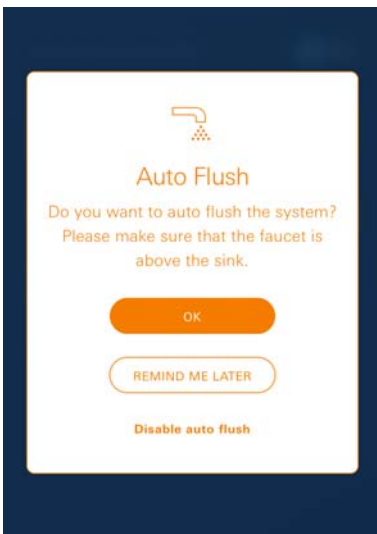 Auto Flush
Do you want to auto flush the system?
Please make sure that the faucet is
above the sink.
OK
REMIND ME LATER
Disable auto flush